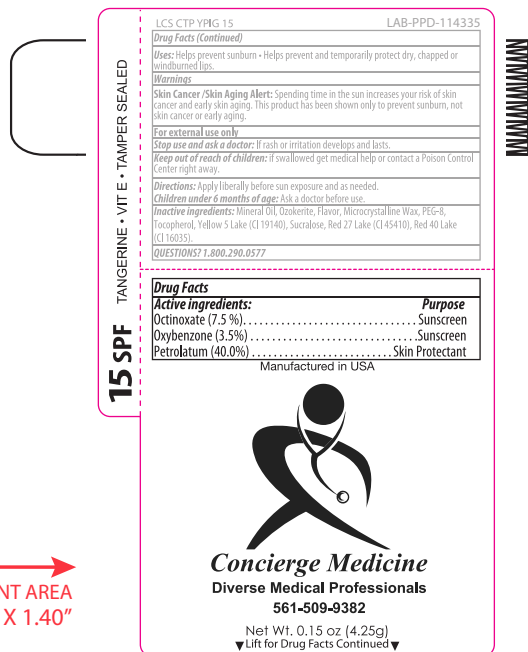 LCS CTP YPIG 15 LAB-PPD-114335
Drug Facts (Continued)
Uses: Helps prevent sunburn • Helps prevent and temporarily protect dry, chapped or
windburned lips.
Warnings
Skin Cancer /Skin Aging Alert: Spending time in the sun increases your risk of skin
cancer and early skin aging. This product has been shown only to prevent sunburn, not
skin cancer or early aging.
For external use only
Stop use and ask a doctor: If rash or irritation develops and lasts.
Keep out of reach of children: if swallowed get medical help or contact a Poison Control
Center right away.
Directions: Apply liberally before sun exposure and as needed.
Children under 6 months of age: Ask a doctor before use.
Inactive ingredients: Mineral Oil, Ozokerite, Flavor, Microcrystalline Wax, PEG-8,
Tocopherol, Yellow 5 Lake (Cl 19140), Sucralose, Red 27 Lake (Cl 45410), Red 40 Lake
(Cl 16035).
QUESTIONS? 1.800.290.0577
15 SPF TANGERINE • VIT E • TAMPER SEALED
Drug Facts
Active ingredients: Purpose
Octinoxate (7.5 %)................................Sunscreen
Oxybenzone (3.5%)...............................Sunscreen
Petrolatum (40.0%)..........................Skin Protectant
Manufactured in USA
Concierge Medicine
Diverse Medical Professionals
561-509-9382
Net Wt. 0.15 oz (4.25g)
▼Lift for Drug Facts Continued▼
NT AREA
X 1.40”